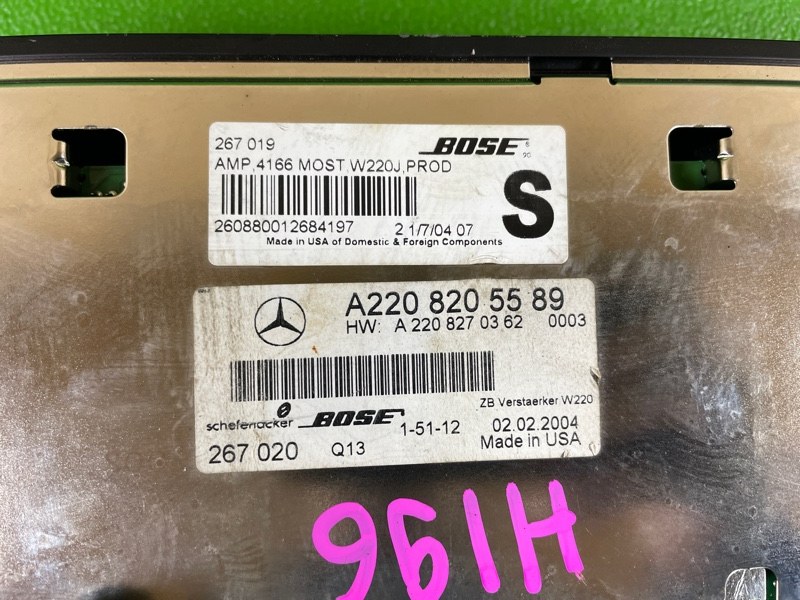 267 019
BOSE
AMP,4166 MOST,W220J,PROD
S
260880012684197 2 1/7/04 07
Made in USA of Domestic & Foreign Components
A220 820 55 89
HW: A 220 827 03 62 0003
ZB Verstaerker W220
schefenacker BOSE 1-51-12 02.02.2004
267 020 Q13 Made in USA
H196